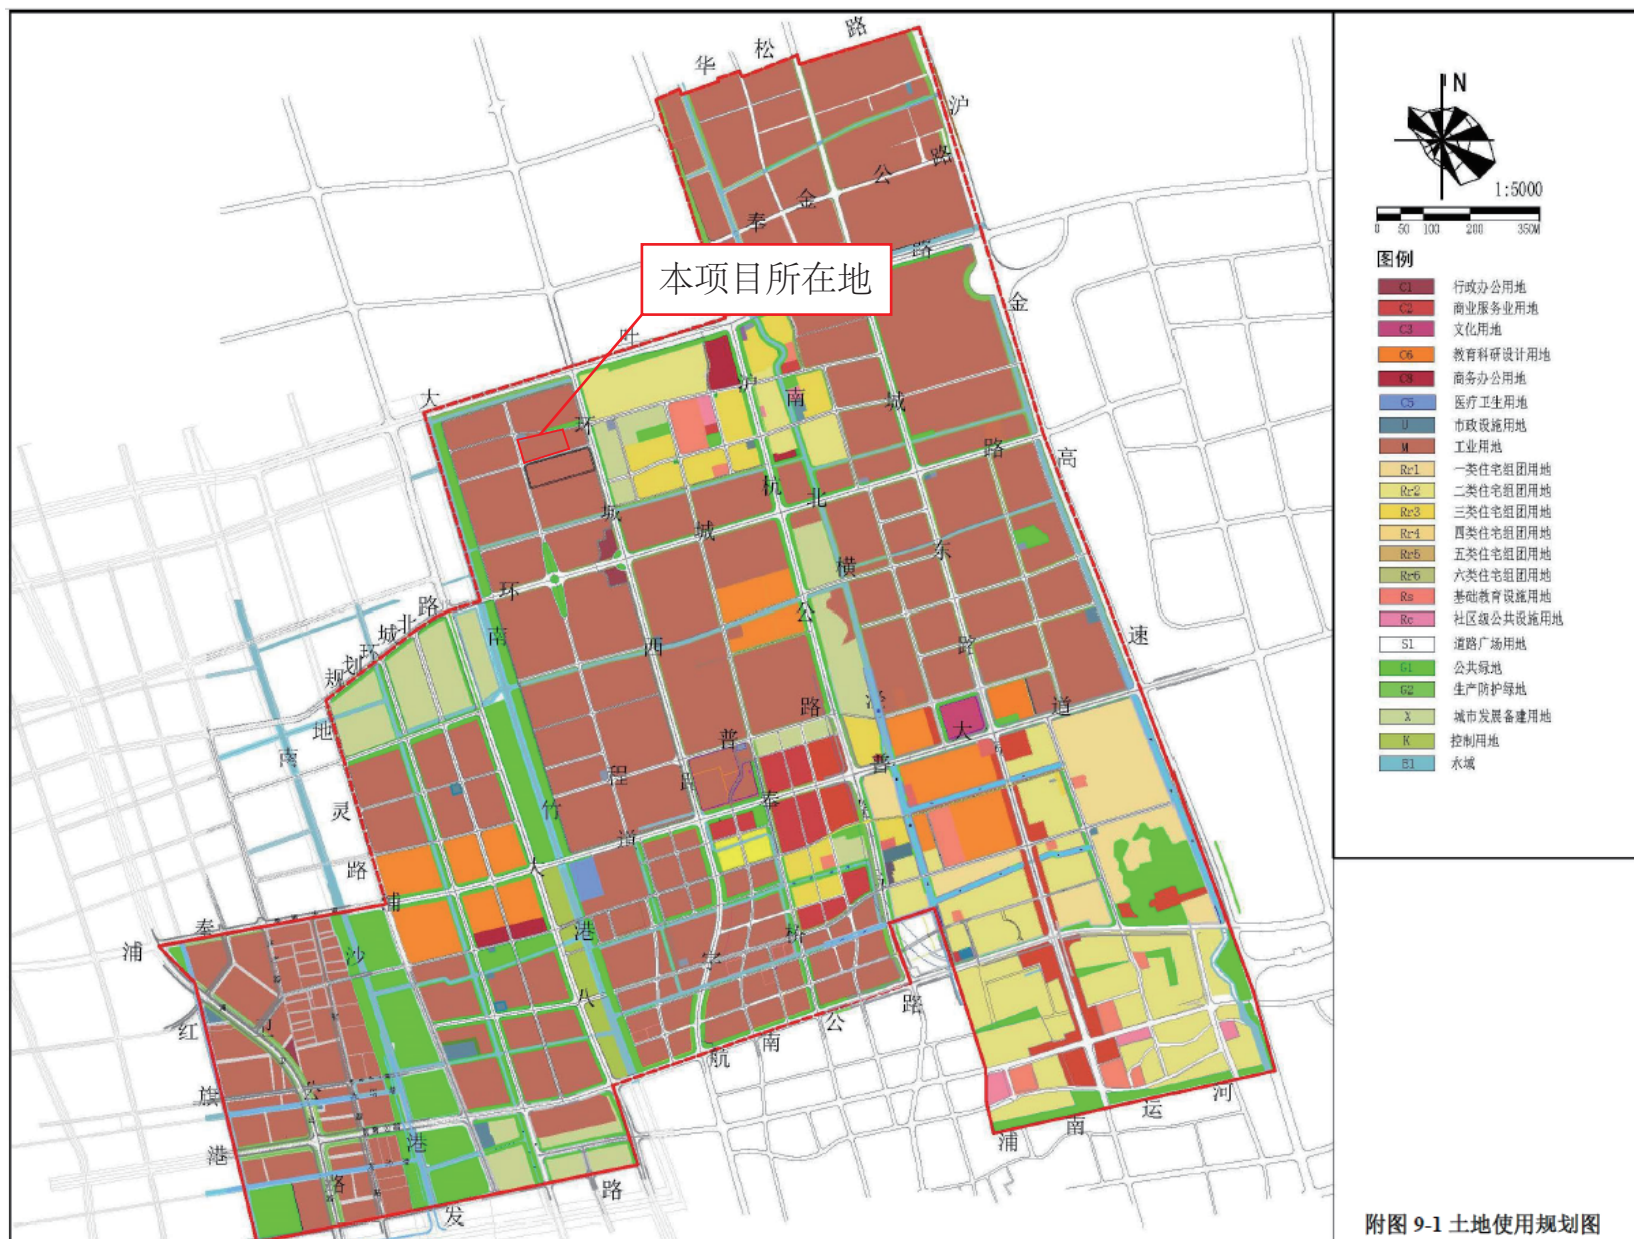 华松路
沪
奉金公路
路
金
本项目所在地
大
叶
环
沪
南
城
杭
北
路
高
城
城
横
东
公
环
路
北
城
环
划
规
南
西
路
速
地
南
灵
路
普
路
大
道
程
竹
奉
普
道
大
浦
港
沙
奉
浦
桥
字
八
红
路
公
南
航
旗
公
港
港
路
发
路
浦
南
运
河
N
1:5000
0 50 100 200 350M
图例
C1 行政办公用地
C2 商业服务业用地
C3 文化用地
C6 教育科研设计用地
C8 商务办公用地
C5 医疗卫生用地
U 市政设施用地
M 工业用地
Rr1 一类住宅组团用地
Rr2 二类住宅组团用地
Rr3 三类住宅组团用地
Rr4 四类住宅组团用地
Rr5 五类住宅组团用地
Rr6 六类住宅组团用地
Rs 基础教育设施用地
Rc 社区级公共设施用地
S1 道路广场用地
G1 公共绿地
G2 生产防护绿地
X 城市发展备建用地
K 控制用地
E1 水域
附图 9-1 土地使用规划图